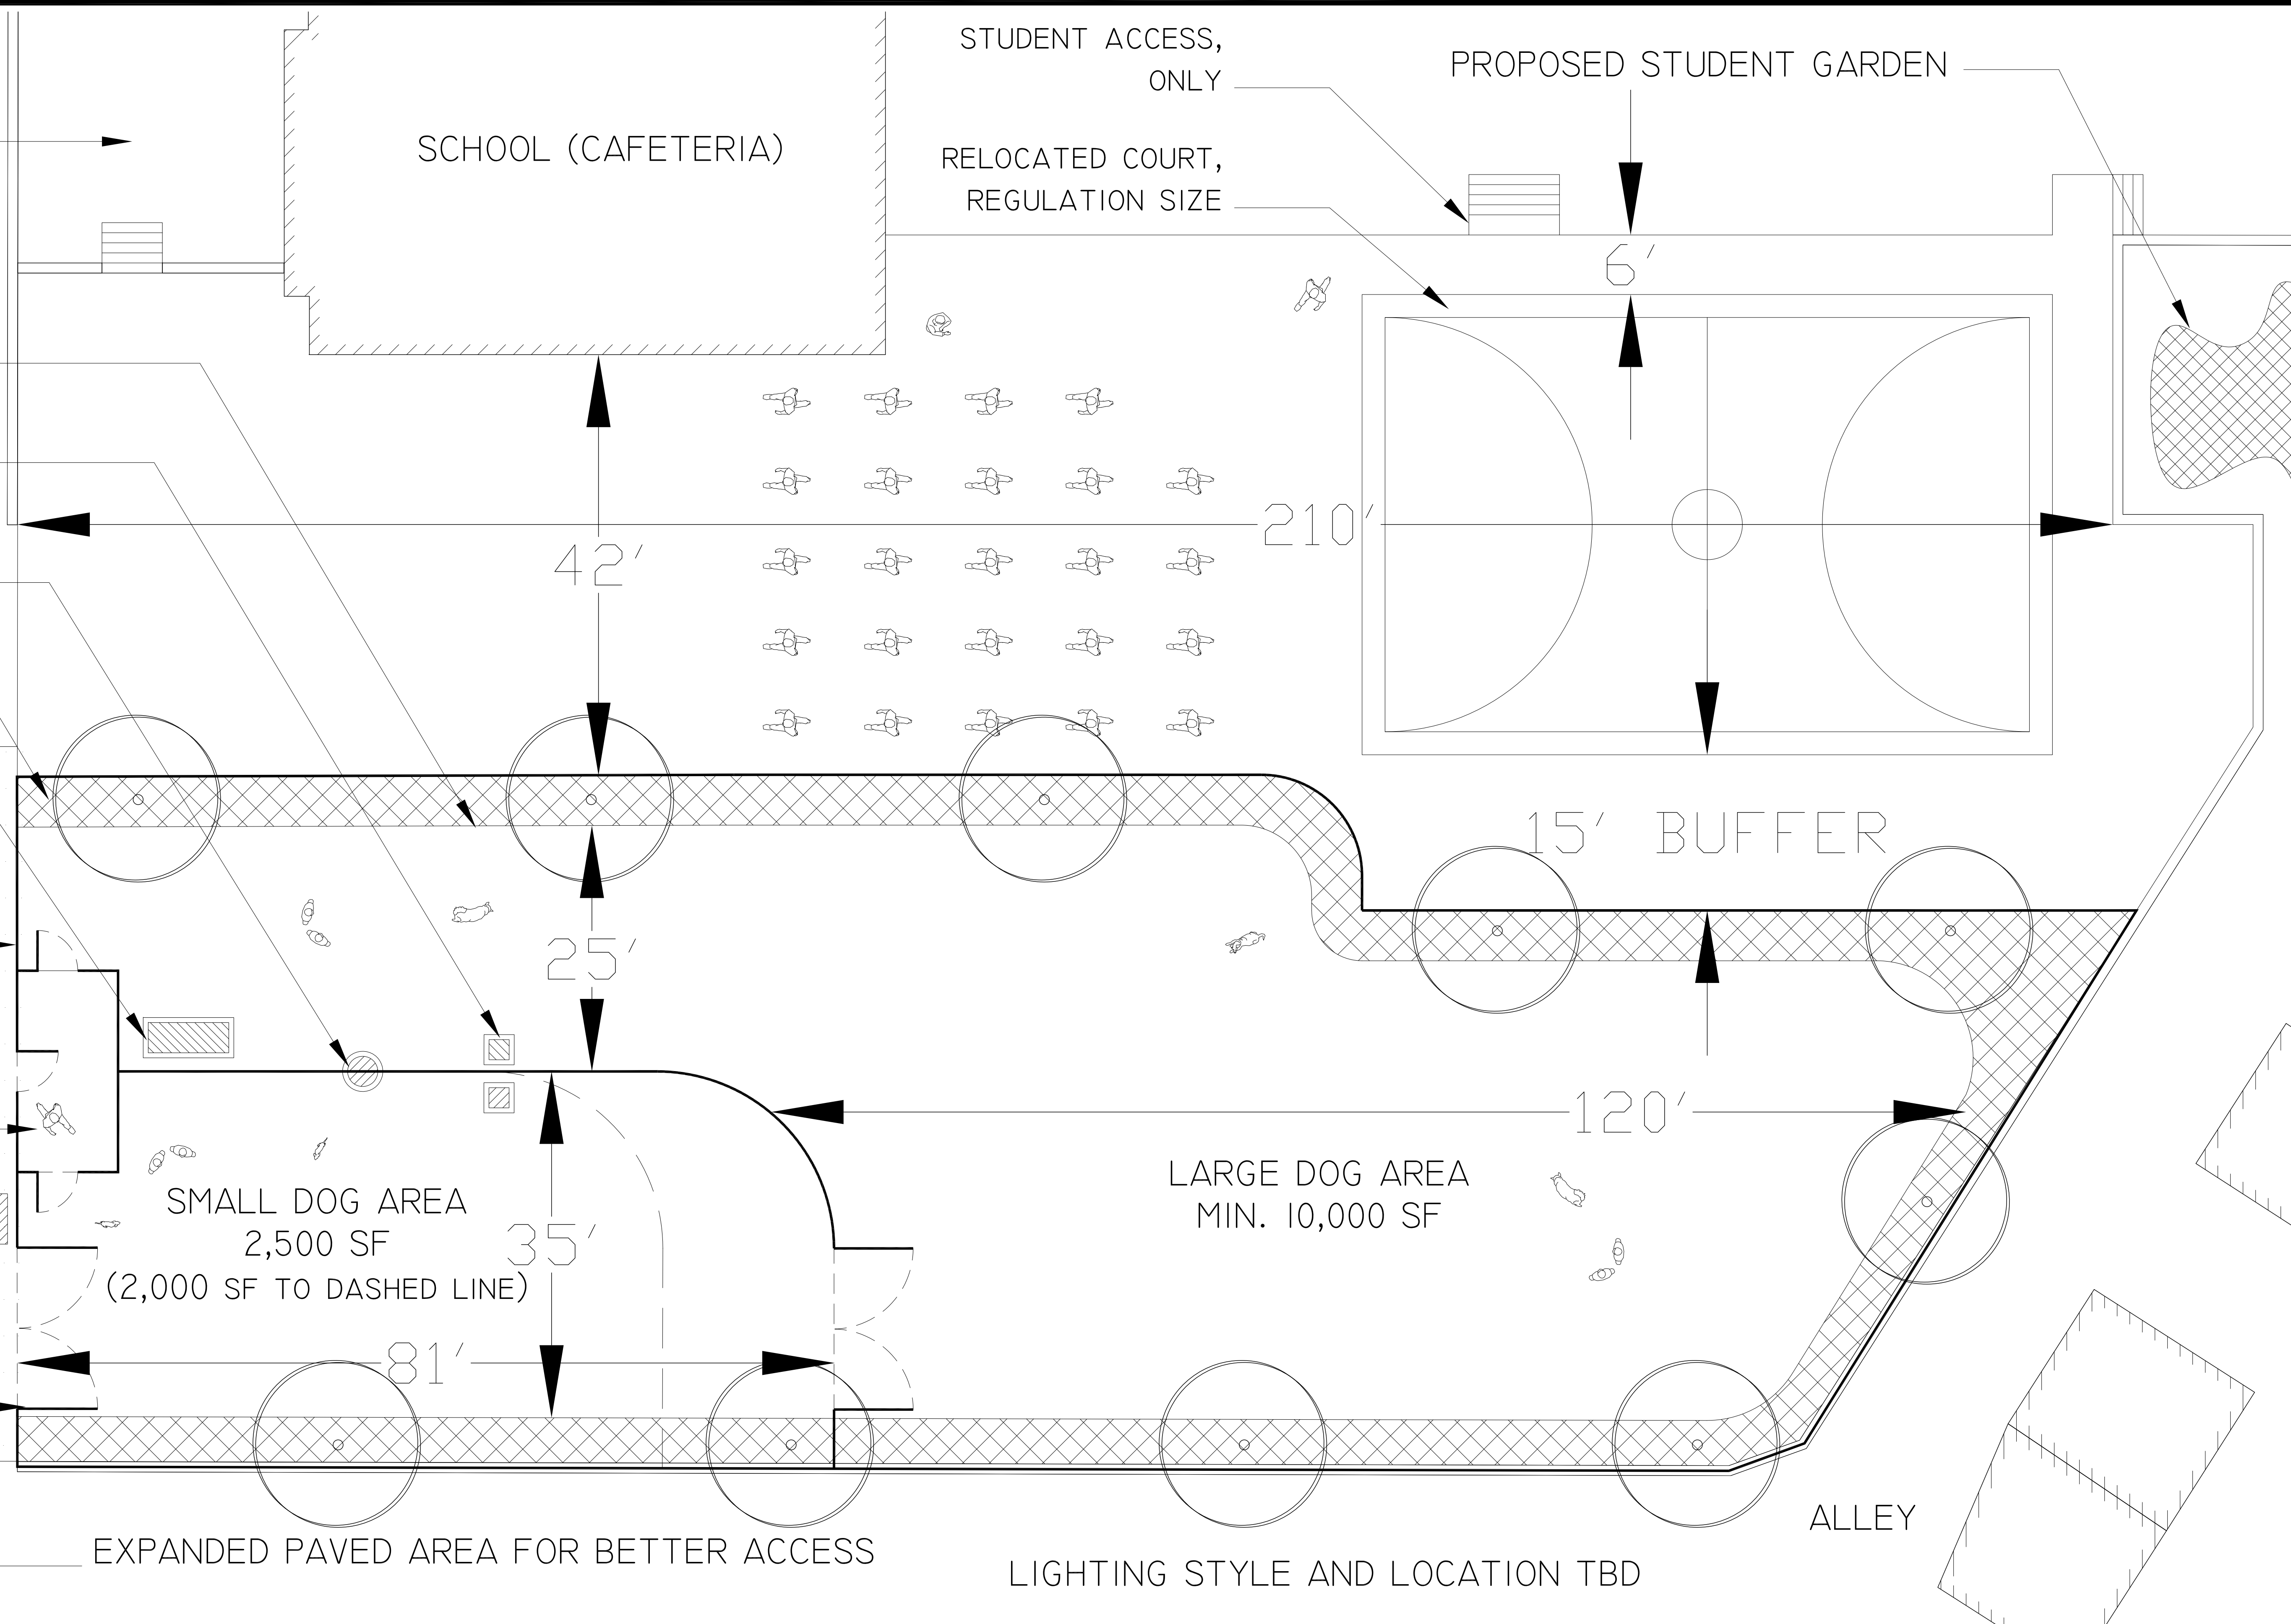 STUDENT ACCESS,
ONLY
PROPOSED STUDENT GARDEN
SCHOOL (CAFETERIA)
RELOCATED COURT,
REGULATION SIZE
6'
210'
42'
15' BUFFER
25'
120'
LARGE DOG AREA
MIN. 10,000 SF
SMALL DOG AREA
2,500 SF
(2,000 SF TO DASHED LINE)
35'
81'
ALLEY
EXPANDED PAVED AREA FOR BETTER ACCESS
LIGHTING STYLE AND LOCATION TBD